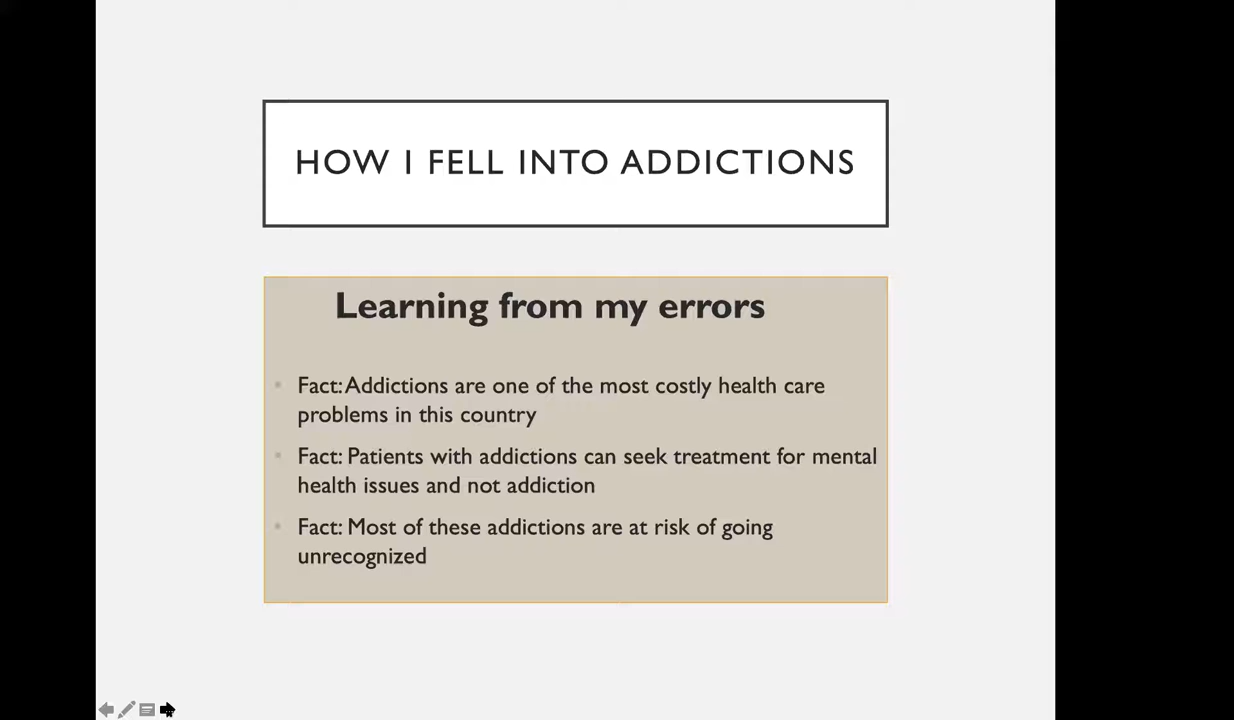 HOW I FELL INTO ADDICTIONS
Learning from my errors
Fact: Addictions are one of the most costly health care
problems in this country
Fact: Patients with addictions can seek treatment for mental
health issues and not addiction
Fact: Most of these addictions are at risk of going
unrecognized